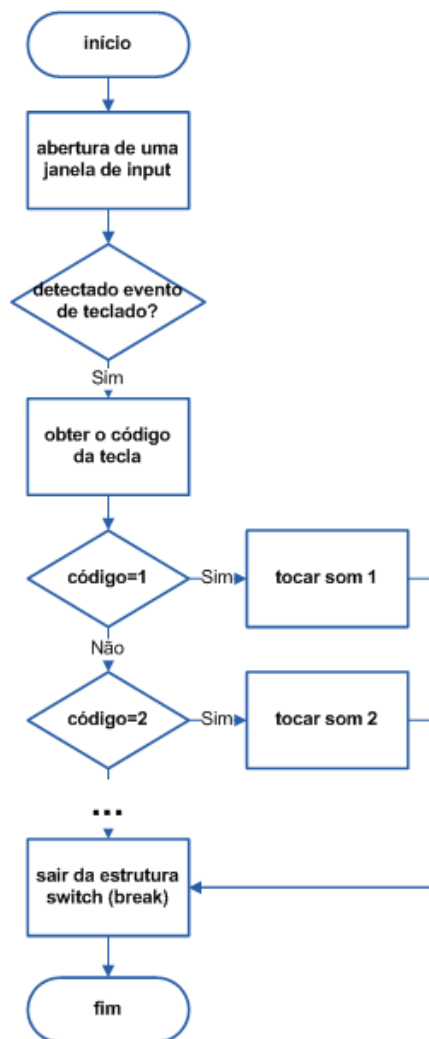 início
abertura de uma
janela de input
detectado evento
de teclado?
Sim
obter o código
da tecla
código=1
Sim
tocar som 1
Não
código=2
Sim
tocar som 2
...
sair da estrutura
switch (break)
fim